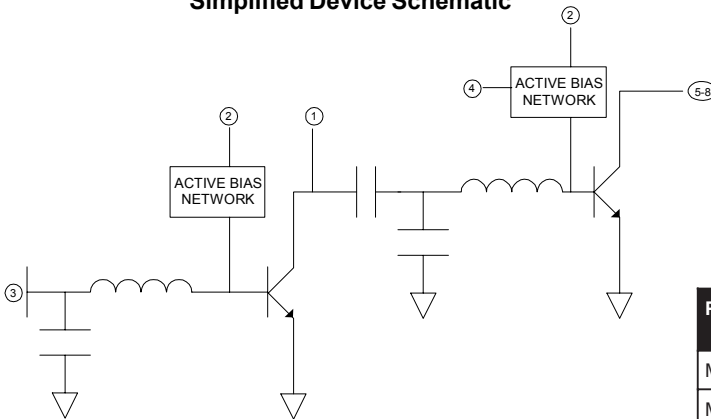 Simplified Device Schematic
2
4
ACTIVE BIAS
NETWORK
5-8
2
1
ACTIVE BIAS
NETWORK
3